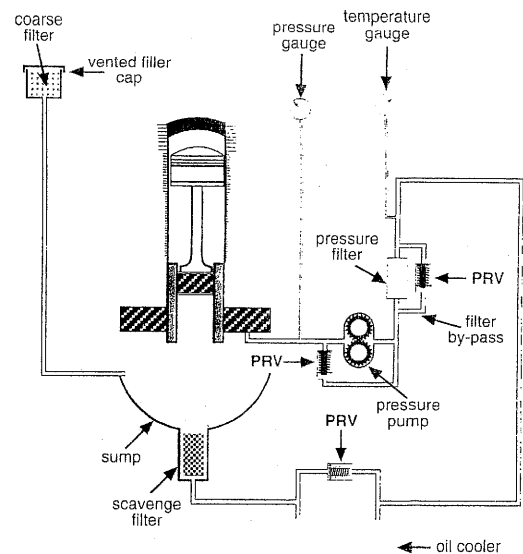 coarse
filter
vented filler
cap
pressure
gauge
temperature
gauge
pressure
filter
PRV
filter
by-pass
PRV
pressure
pump
PRV
sump
scavenge
filter
oil cooler